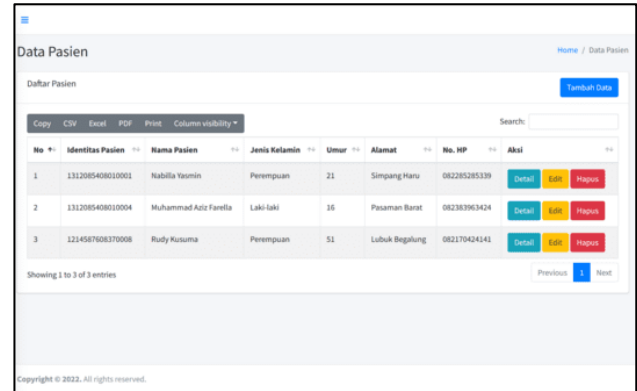 Data Pasien
Home / Data Pasien
Daftar Pasien
Tambah Data
Copy CSV Excel PDF Print Column visibility
Search:
No Identitas Pasien Nama Pasien Jenis Kelamin Umur Alamat No. HP Aksi
1 1312085408010001 Nabilla Yasmin Perempuan 21 Simpang Haru 082285285339 Detail Edit Hapus
2 1312085408010004 Muhammad Aziz Farella Laki-laki 16 Pasaman Barat 082383963424 Detail Edit Hapus
3 1214587608370008 Rudy Kusuma Perempuan 51 Lubuk Begalung 082170424141 Detail Edit Hapus
Showing 1 to 3 of 3 entries
Previous 1 Next
Copyright © 2022. All rights reserved.